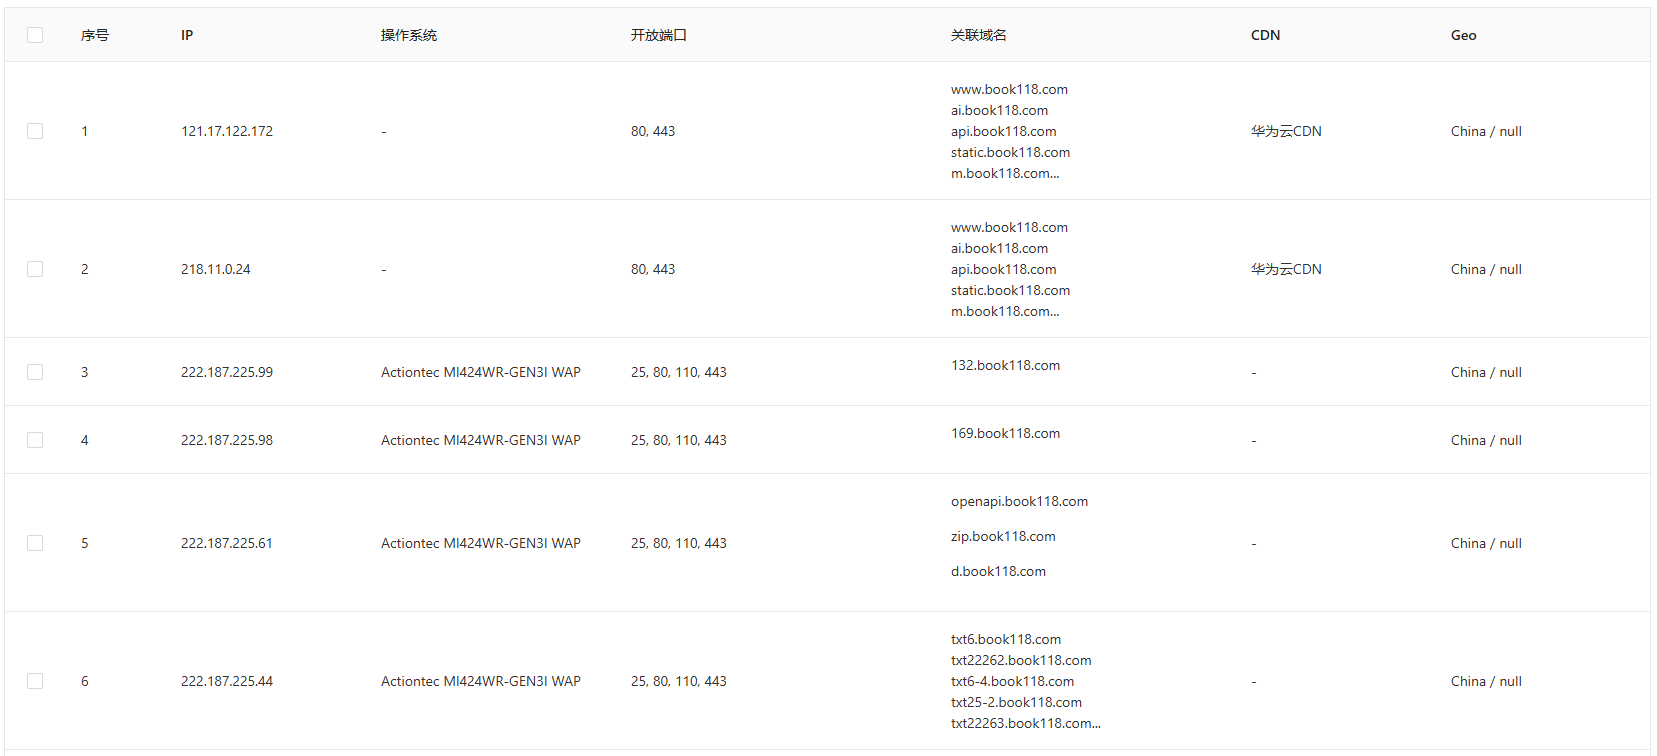 序号 IP 操作系统 开放端口 关联域名 CDN Geo
www.book118.com
ai.book118.com
1 121.17.122.172 - 80, 443 api.book118.com 华为云CDN China / null
static.book118.com
m.book118.com...
www.book118.com
ai.book118.com
2 218.11.0.24 - 80, 443 api.book118.com 华为云CDN China / null
static.book118.com
m.book118.com...
3 222.187.225.99 Actiontec MI424WR-GEN3I WAP 25, 80, 110, 443 132.book118.com - China / null
4 222.187.225.98 Actiontec MI424WR-GEN3I WAP 25, 80, 110, 443 169.book118.com - China / null
openapi.book118.com
5 222.187.225.61 Actiontec MI424WR-GEN3I WAP 25, 80, 110, 443 zip.book118.com - China / null
d.book118.com
txt6.book118.com
txt22262.book118.com
6 222.187.225.44 Actiontec MI424WR-GEN3I WAP 25, 80, 110, 443 txt6-4.book118.com - China / null
txt25-2.book118.com
txt22263.book118.com...